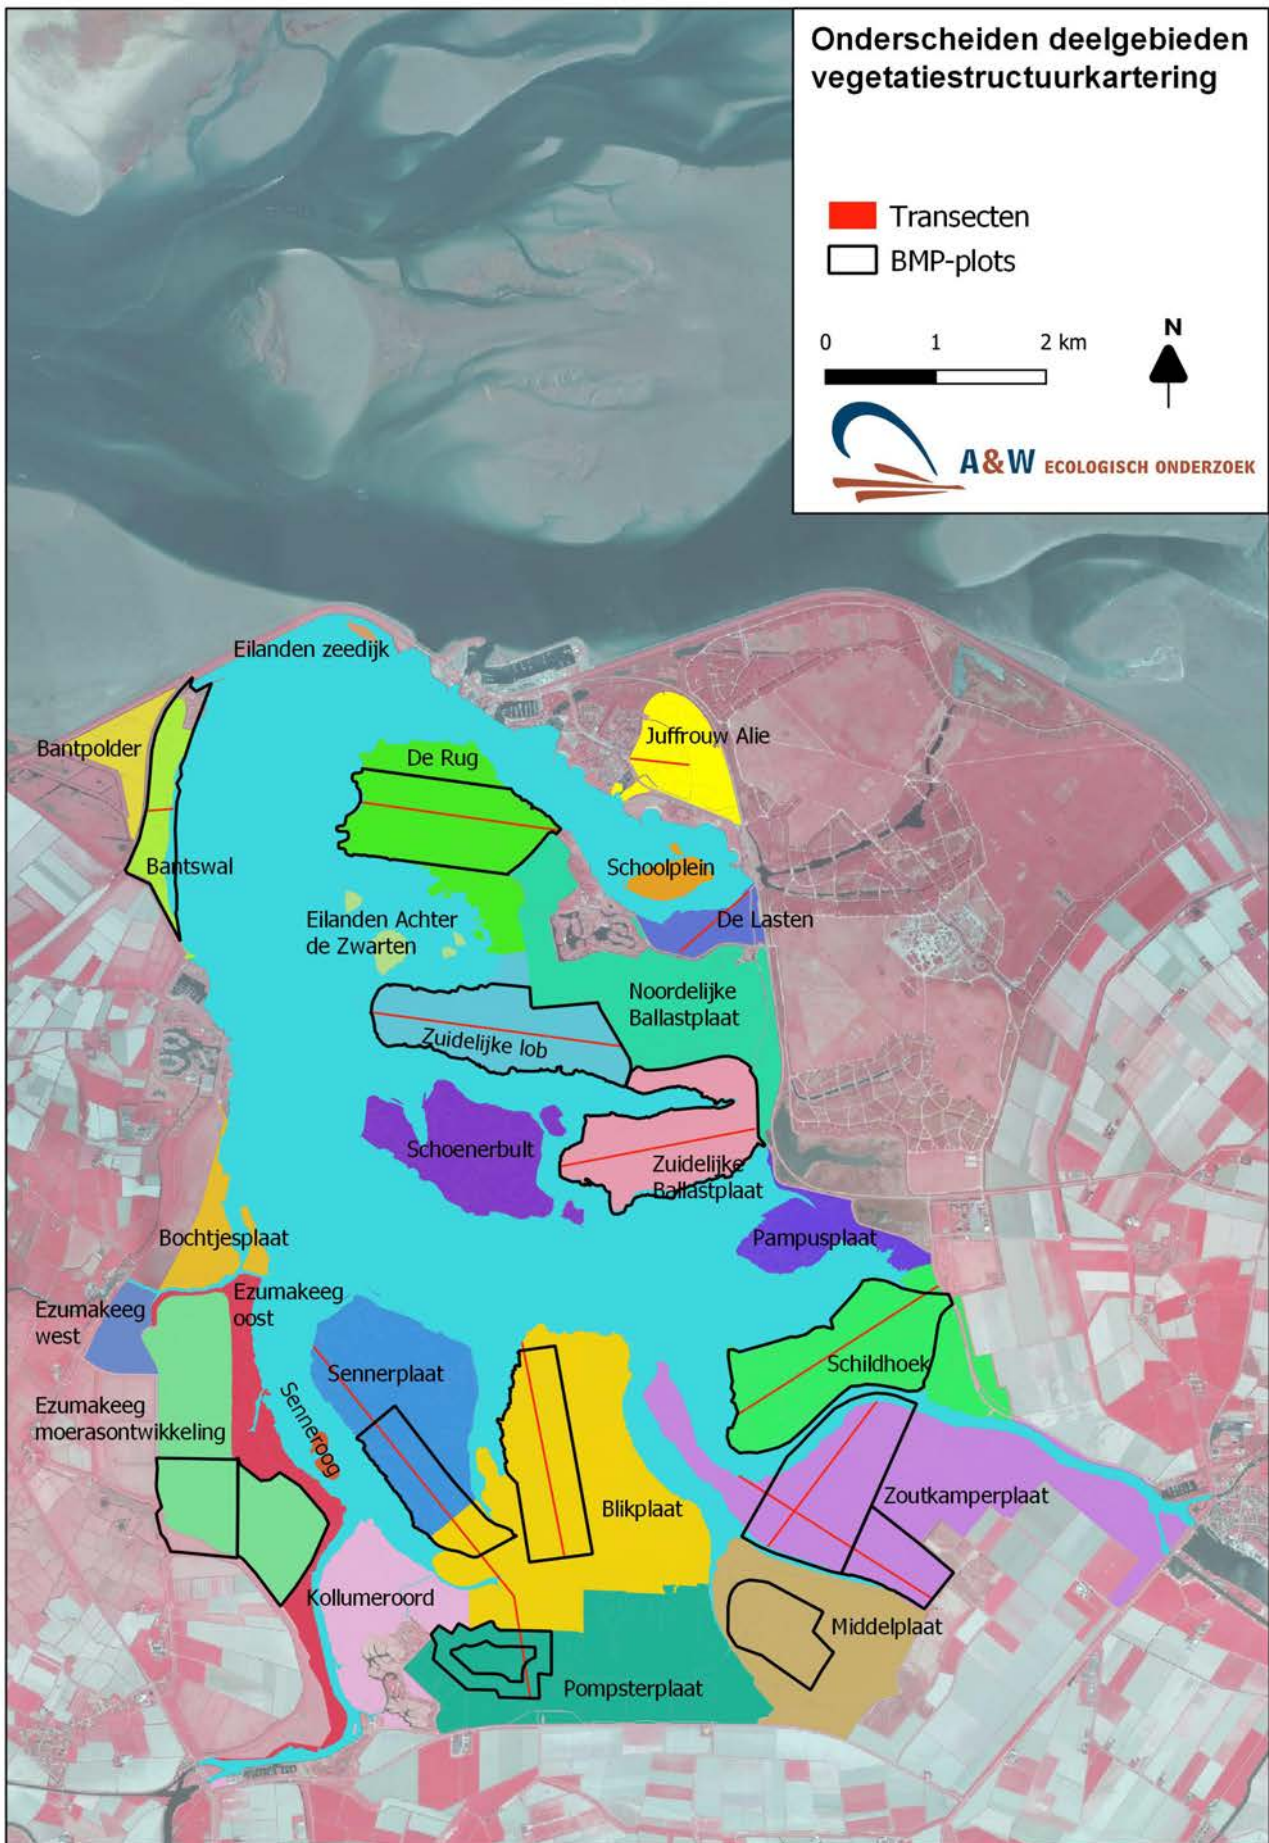 Onderscheiden deelgebieden
vegetatiestructuurkartering
Transecten
BMP-plots
0 1 2 km
N
A&W ECOLOGISCH ONDERZOEK
Eilanden zeedijk
Bantpolder
De Rug
Juffrouw Alie
Bantswal
Schoolplein
Eilanden Achter
de Zwarten
De Lasten
Noordelijke
Ballastplaat
Zuidelijke lob
Schoenerbult
Zuidelijke
Ballastplaat
Bochtjesplaat
Pampusplaat
Ezumakeeg
west
Ezumakeeg
oost
Sennerplaat
Schildhoek
Ezumakeeg
moerasontwikkeling
Senneroog
Blikplaat
Zoutkamperplaat
Kollumeroord
Middelplaat
Pompsterplaat